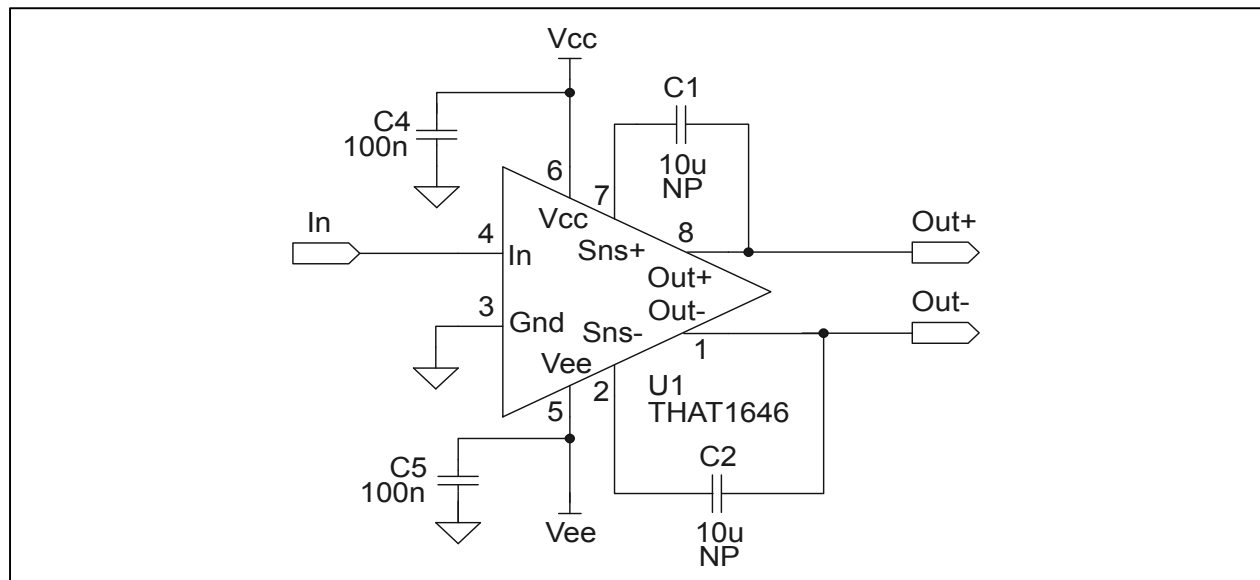 Vcc
C1
C4
100n
10u
NP
6
7
Vcc
In
4
In
Sns+
8
Out+
Out+
3
Gnd
Out-
Out-
Sns-
1
Vee
2
U1
THAT1646
5
C5
100n
C2
Vee
10u
NP